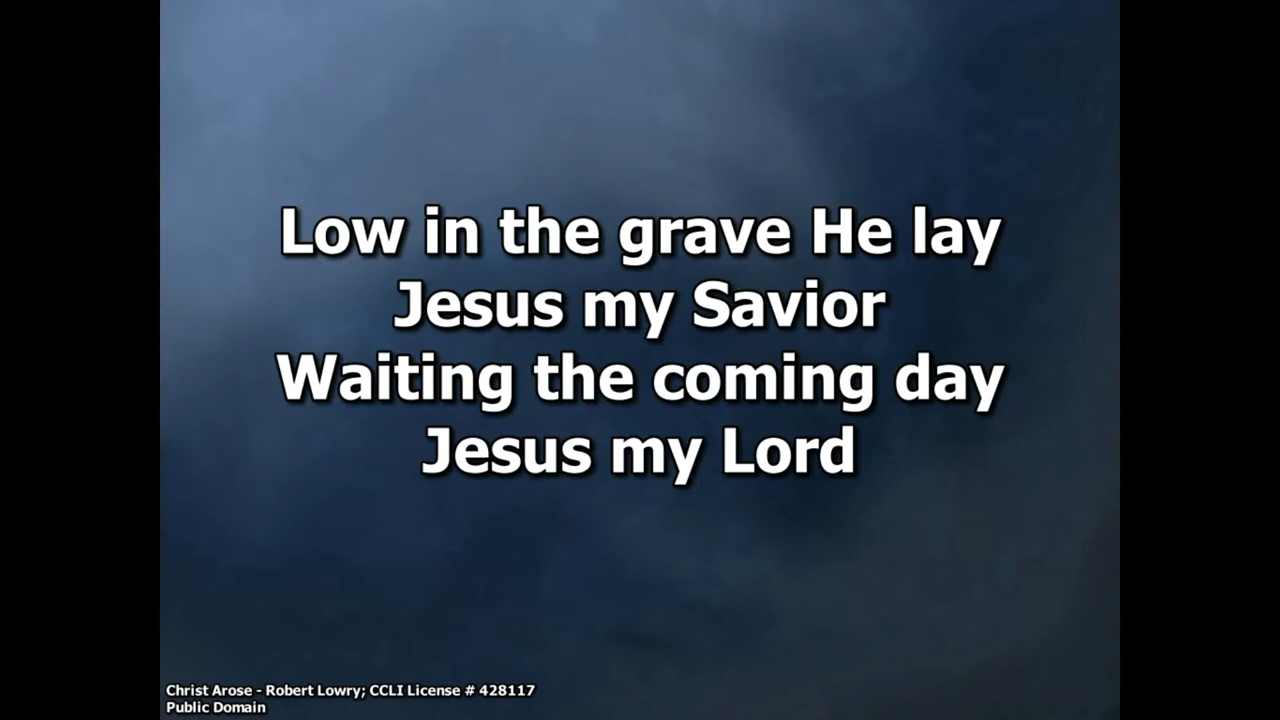 Low in the grave He lay
Jesus my Savior
Waiting the coming day
Jesus my Lord
Christ Arose - Robert Lowry; CCLI License # 428117
Public Domain